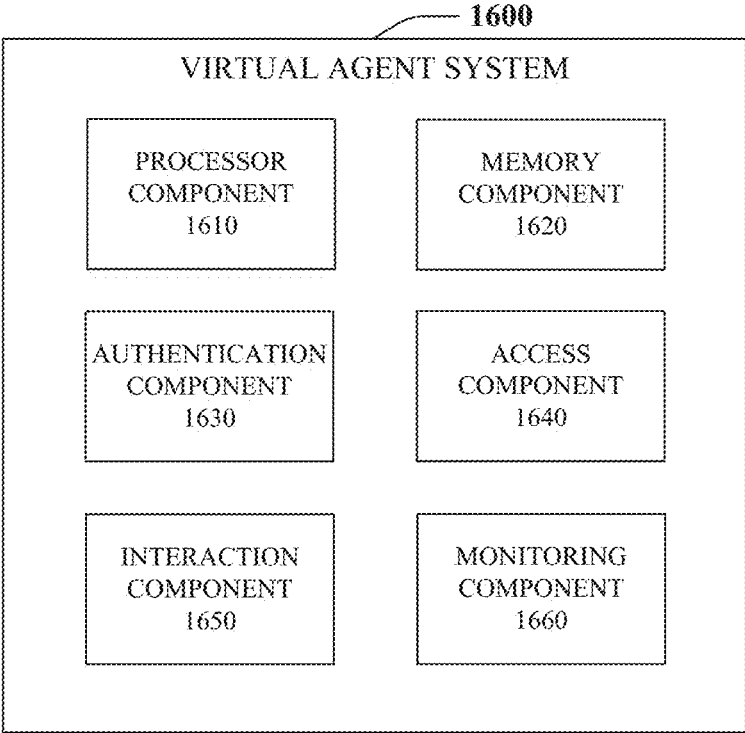 1600
VIRTUAL AGENT SYSTEM
PROCESSOR
COMPONENT
1610
MEMORY
COMPONENT
1620
AUTHENTICATION
COMPONENT
1630
ACCESS
COMPONENT
1640
INTERACTION
COMPONENT
1650
MONITORING
COMPONENT
1660